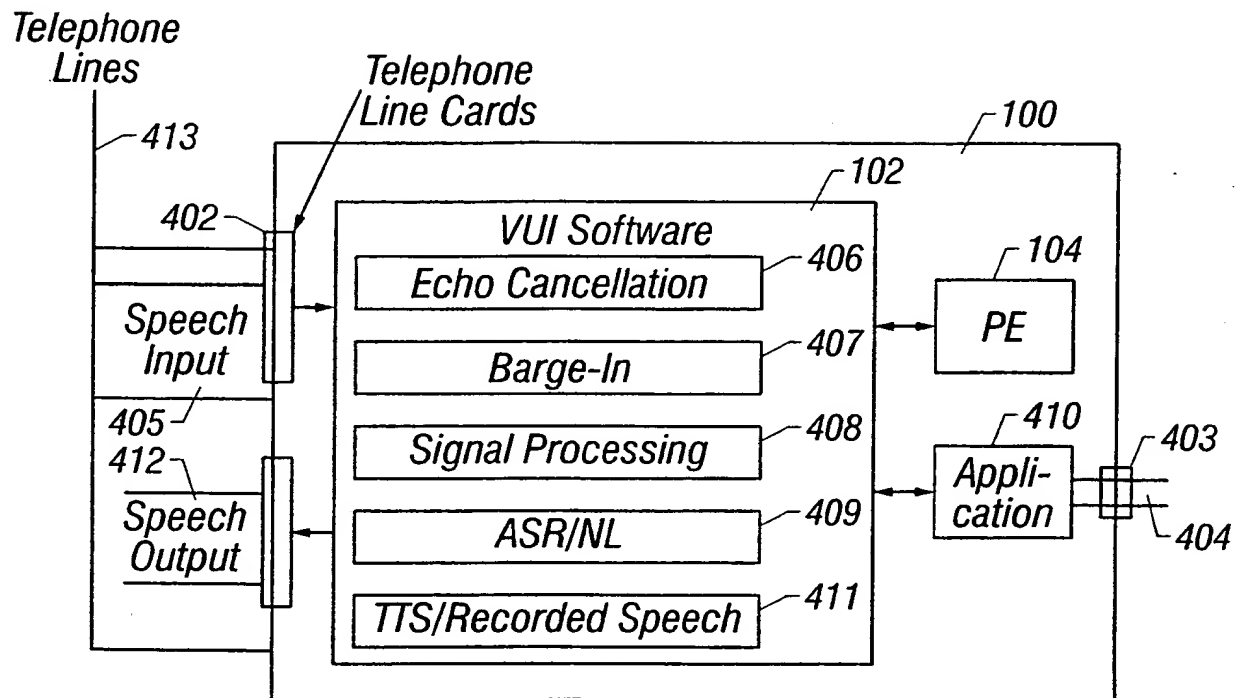 Telephone
Lines
Telephone
Line Cards
413
100
402
102
VUI Software
Echo Cancellation
406
104
PE
Speech
Input
Barge-In
407
405
Signal Processing
408
410
Appli-
cation
403
404
412
Speech
Output
ASR/NL
409
TTS/Recorded Speech
411